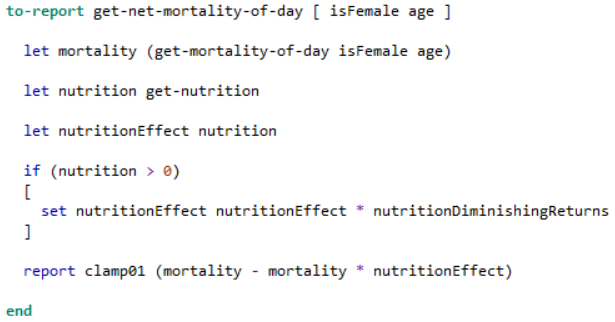 to-report get-net-mortality-of-day [ isFemale age ]
let mortality (get-mortality-of-day isFemale age)
let nutrition get-nutrition
let nutritionEffect nutrition
if (nutrition > 0)
[
set nutritionEffect nutritionEffect * nutritionDiminishingReturns
]
report clamp01 (mortality - mortality * nutritionEffect)
end